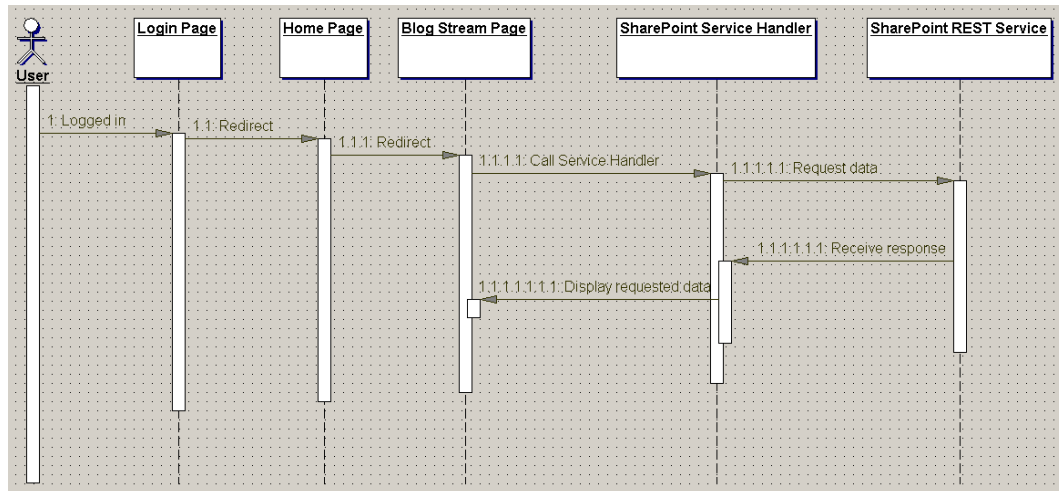 Login Page
Home Page
Blog Stream Page
SharePoint Service Handler
SharePoint REST Service
User
1: Logged in
1.1: Redirect
1.1.1: Redirect
1.1.1.1: Call Service Handler
1.1.1.1.1: Request data
1.1.1.1.1.1: Receive response
1.1.1.1.1.1.1: Display requested data